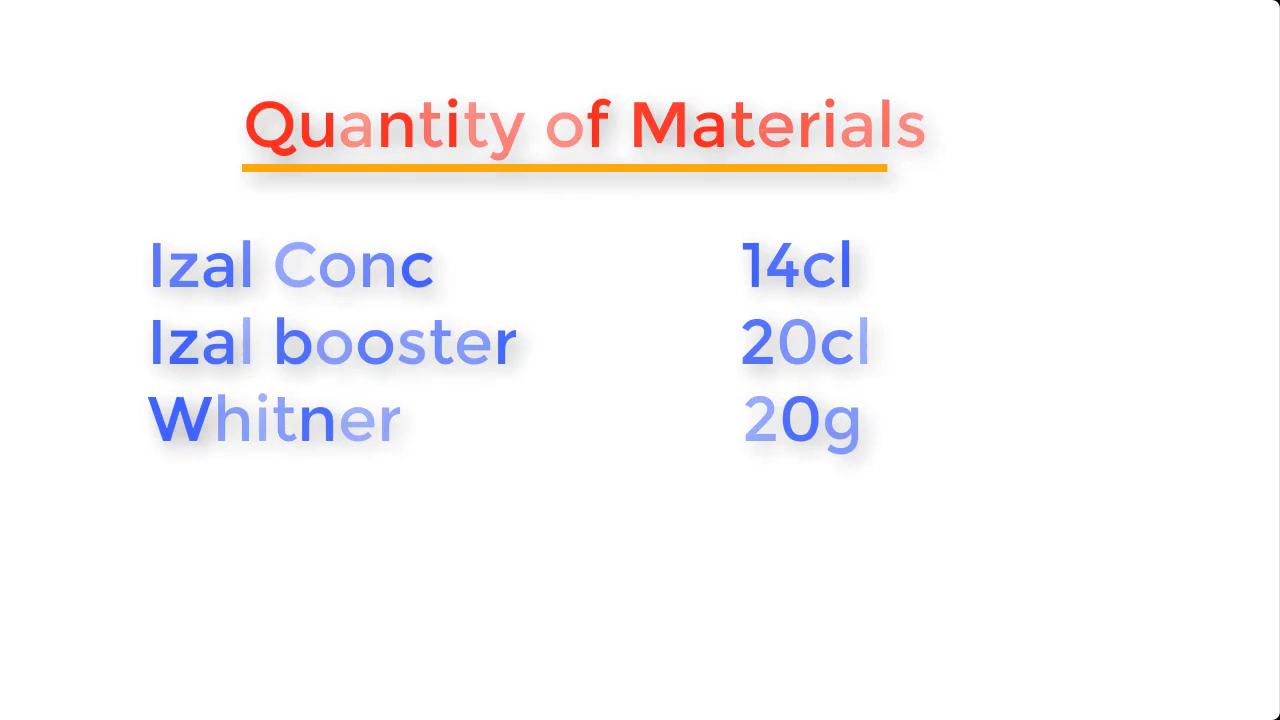 Quantity of Materials
Izal Conc 14cl
Izal booster 20cl
Whitner 20g